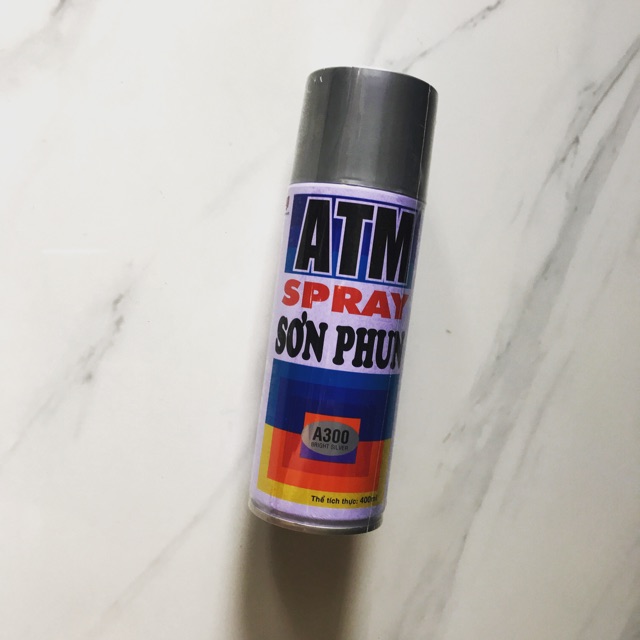 ATM
SPRAY
SƠN PHUN
A300
BRIGHT SILVER
Thể tích thực: 400ml